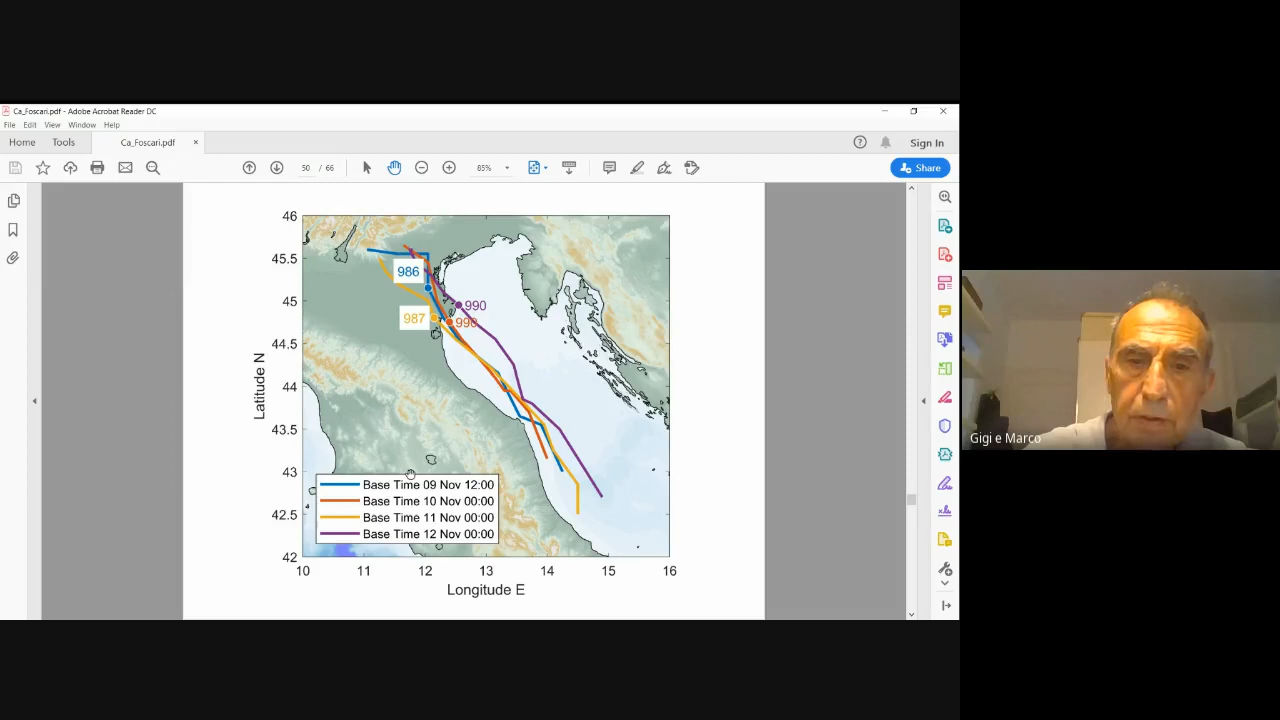 Ca_Foscari.pdf - Adobe Acrobat Reader DC
File Edit View Window Help
Home Tools Ca_Foscari.pdf × Sign In
50 / 66 85% Share
46
45.5
45
44.5
44
43.5
43
42.5
42
Latitude N
986
990
987
990
Base Time 09 Nov 12:00
Base Time 10 Nov 00:00
Base Time 11 Nov 00:00
Base Time 12 Nov 00:00
10 11 12 13 14 15 16
Longitude E
Gigi e Marco